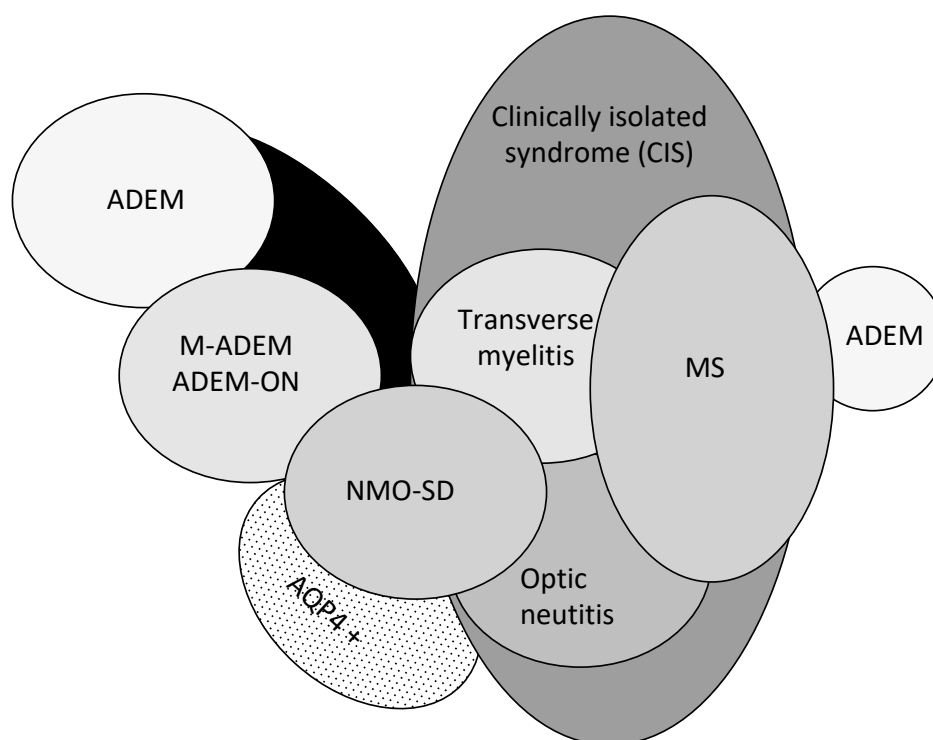 Clinically isolated
syndrome (CIS)
ADEM
Transverse
myelitis
ADEM
M-ADEM
ADEM-ON
MS
NMO-SD
Optic
neutitis
AQP4 +